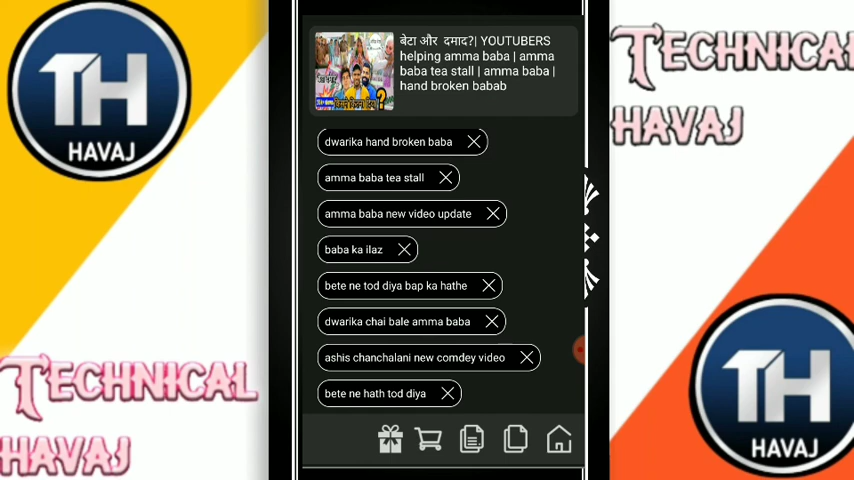 TH
HAVAJ
TECHNICAL
HAVAJ
बेटा और दमाद?| YOUTUBERS
helping amma baba | amma
baba tea stall | amma baba |
hand broken babab
dwarika hand broken baba
amma baba tea stall
amma baba new video update
baba ka ilaz
bete ne tod diya bap ka hathe
dwarika chai bale amma baba
ashis chanchalani new comdey video
bete ne hath tod diya
TECHNICAL
HAVAJ
TH
HAVAJ